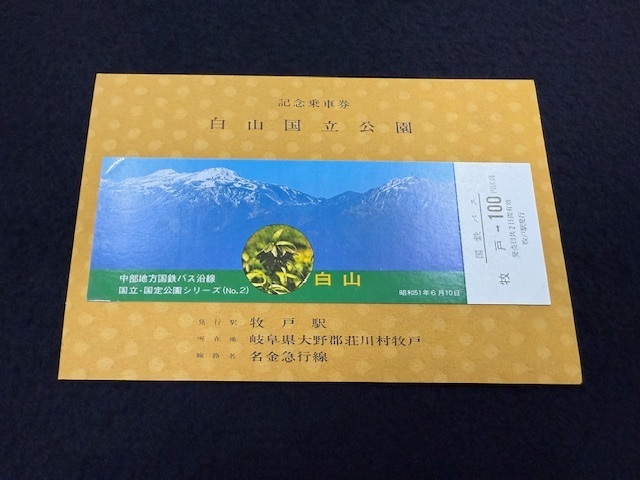 記念乗車券
白山国立公園
中部地方国鉄バス沿線
国立・国定公園シリーズ(No.2)
白山
昭和51年6月10日
国鉄バス
牧戸→100円区間
発売日共2日間有効
牧戸駅発行
発行駅 牧戸駅
所在地 岐阜県大野郡荘川村牧戸
線路名 名金急行線